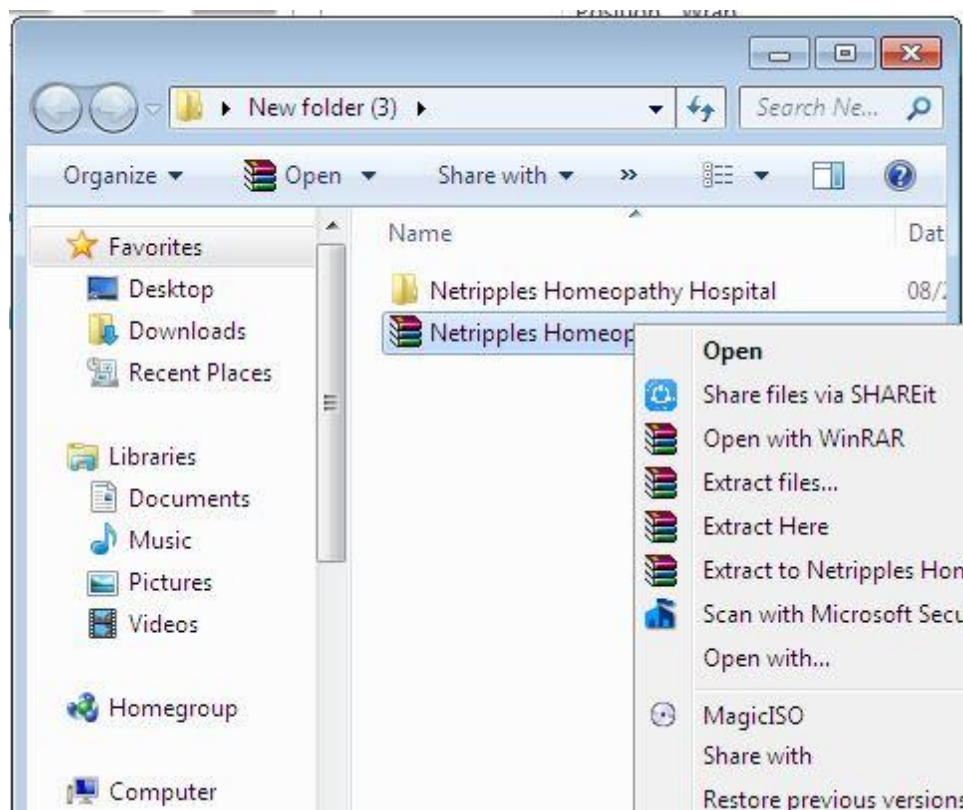 Position Wrap
New folder (3)
Search Ne...
Organize
Open
Share with
»
Name
Dat
Favorites
Desktop
Downloads
Recent Places
Libraries
Documents
Music
Pictures
Videos
Homegroup
Computer
Netripples Homeopathy Hospital
08/2
Netripples Homeop
Open
Share files via SHAREit
Open with WinRAR
Extract files...
Extract Here
Extract to Netripples Hom
Scan with Microsoft Secu
Open with...
MagicISO
Share with
Restore previous versions